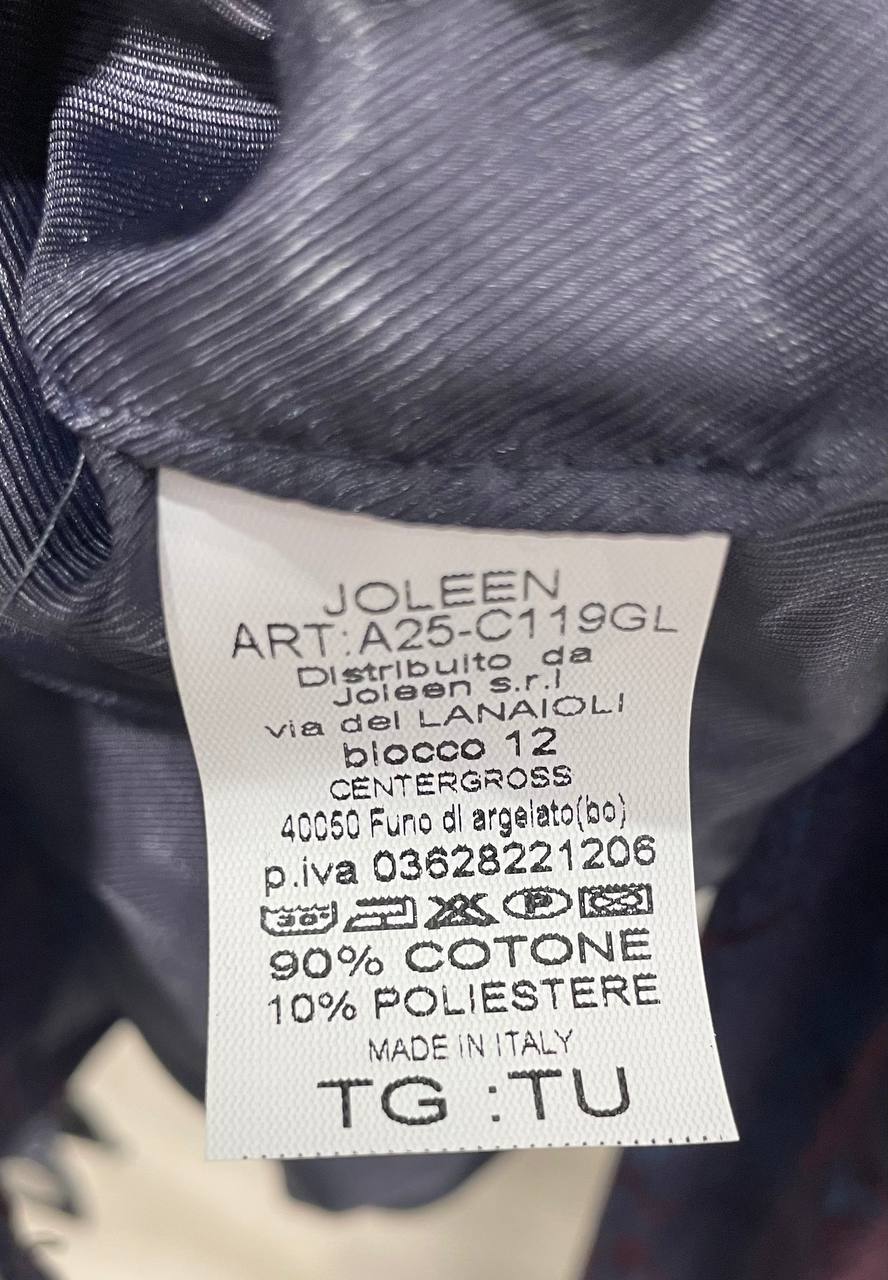 JOLEEN
ART:A25-C119GL
Distribuito da
Joleen s.r.l
via del LANAIOLI
blocco 12
CENTERGROSS
40050 Funo di argelato(bo)
p.iva 03628221206
30° P
90% COTONE
10% POLIESTERE
MADE IN ITALY
TG :TU